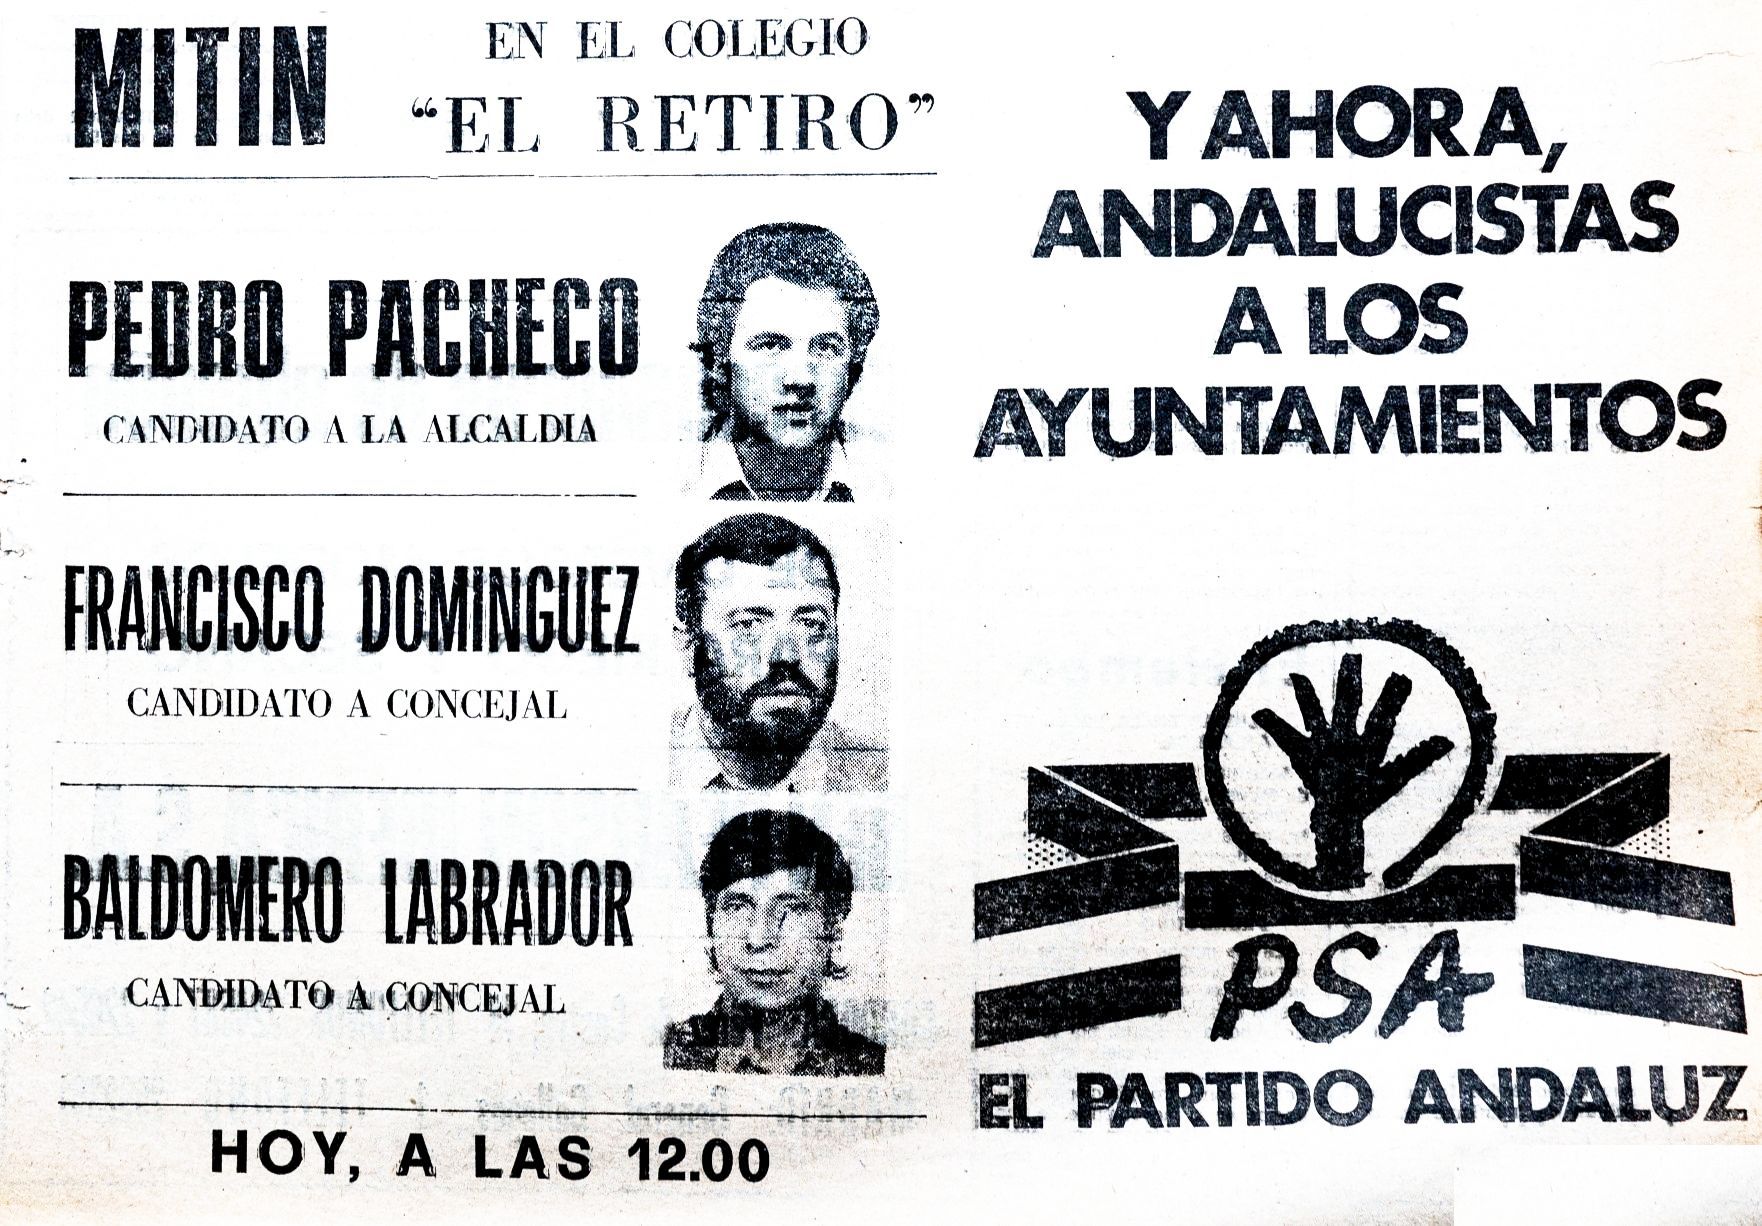 MITIN
EN EL COLEGIO
“EL RETIRO”
PEDRO PACHECO
CANDIDATO A LA ALCALDIA
FRANCISCO DOMINGUEZ
CANDIDATO A CONCEJAL
BALDOMERO LABRADOR
CANDIDATO A CONCEJAL
HOY, A LAS 12.00
Y AHORA,
ANDALUCISTAS
A LOS
AYUNTAMIENTOS
PSA
EL PARTIDO ANDALUZ